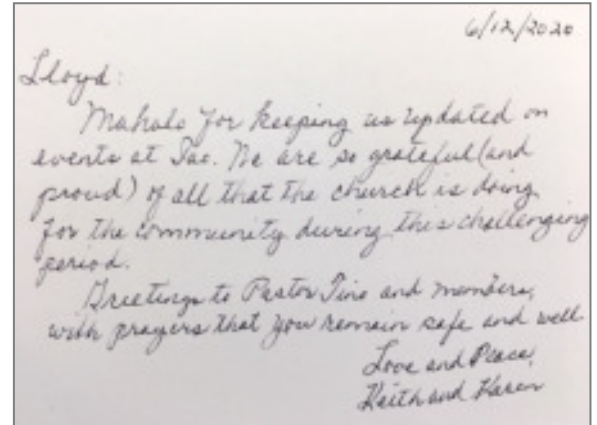 6/12/2020
Lloyd:
Mahalo for keeping us updated on
events at Iao. We are so grateful (and
proud) of all that the church is doing
for the community during this challenging
period.
Greetings to Pastor Tino and members,
with prayers that you remain safe and well.
Love and Peace,
Keith and Karen